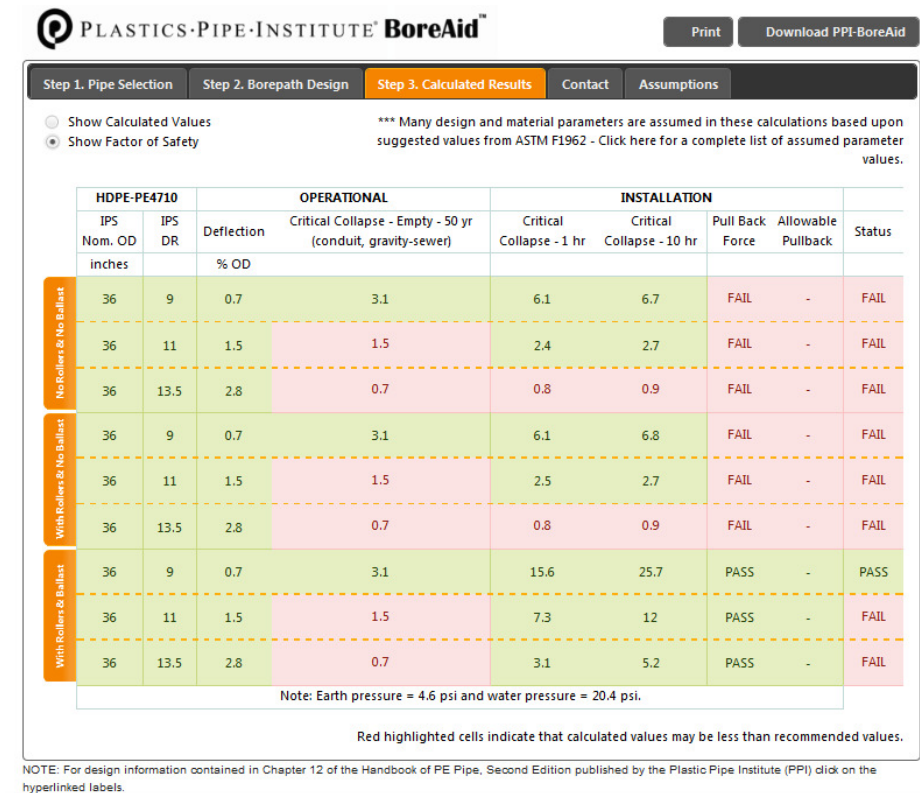 PLASTICS·PIPE·INSTITUTE® BoreAid™
Print
Download PPI-BoreAid
Step 1. Pipe Selection
Step 2. Borepath Design
Step 3. Calculated Results
Contact
Assumptions
Show Calculated Values
Show Factor of Safety
*** Many design and material parameters are assumed in these calculations based upon
suggested values from ASTM F1962 - Click here for a complete list of assumed parameter
values.
HDPE-PE4710 OPERATIONAL INSTALLATION
IPS Nom. OD IPS DR Deflection Critical Collapse - Empty - 50 yr (conduit, gravity-sewer) Critical Collapse - 1 hr Critical Collapse - 10 hr Pull Back Force Allowable Pullback Status
inches % OD
No Rollers & No Ballast
36 9 0.7 3.1 6.1 6.7 FAIL - FAIL
36 11 1.5 1.5 2.4 2.7 FAIL - FAIL
36 13.5 2.8 0.7 0.8 0.9 FAIL - FAIL
With Rollers & No Ballast
36 9 0.7 3.1 6.1 6.8 FAIL - FAIL
36 11 1.5 1.5 2.5 2.7 FAIL - FAIL
36 13.5 2.8 0.7 0.8 0.9 FAIL - FAIL
With Rollers & Ballast
36 9 0.7 3.1 15.6 25.7 PASS - PASS
36 11 1.5 1.5 7.3 12 PASS - FAIL
36 13.5 2.8 0.7 3.1 5.2 PASS - FAIL
Note: Earth pressure = 4.6 psi and water pressure = 20.4 psi.
Red highlighted cells indicate that calculated values may be less than recommended values.
NOTE: For design information contained in Chapter 12 of the Handbook of PE Pipe, Second Edition published by the Plastic Pipe Institute (PPI) click on the
hyperlinked labels.